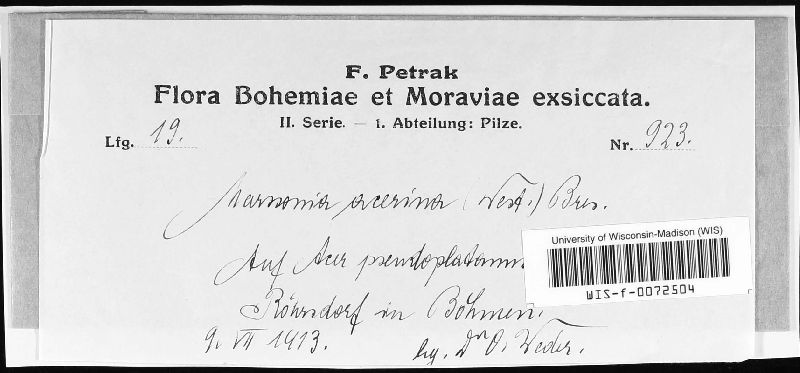 F. Petrak
Flora Bohemiae et Moraviae exsiccata.
II. Serie. — 1. Abteilung: Pilze.
Lfg. 19.
Nr. 923.
Marssonia acerina (West.) Bres.
University of Wisconsin-Madison (WIS)
WIS-f-0072504
Auf Acer pseudoplatanus
Röhrsdorf in Böhmen.
9. VII 1913.
leg. Dr O.